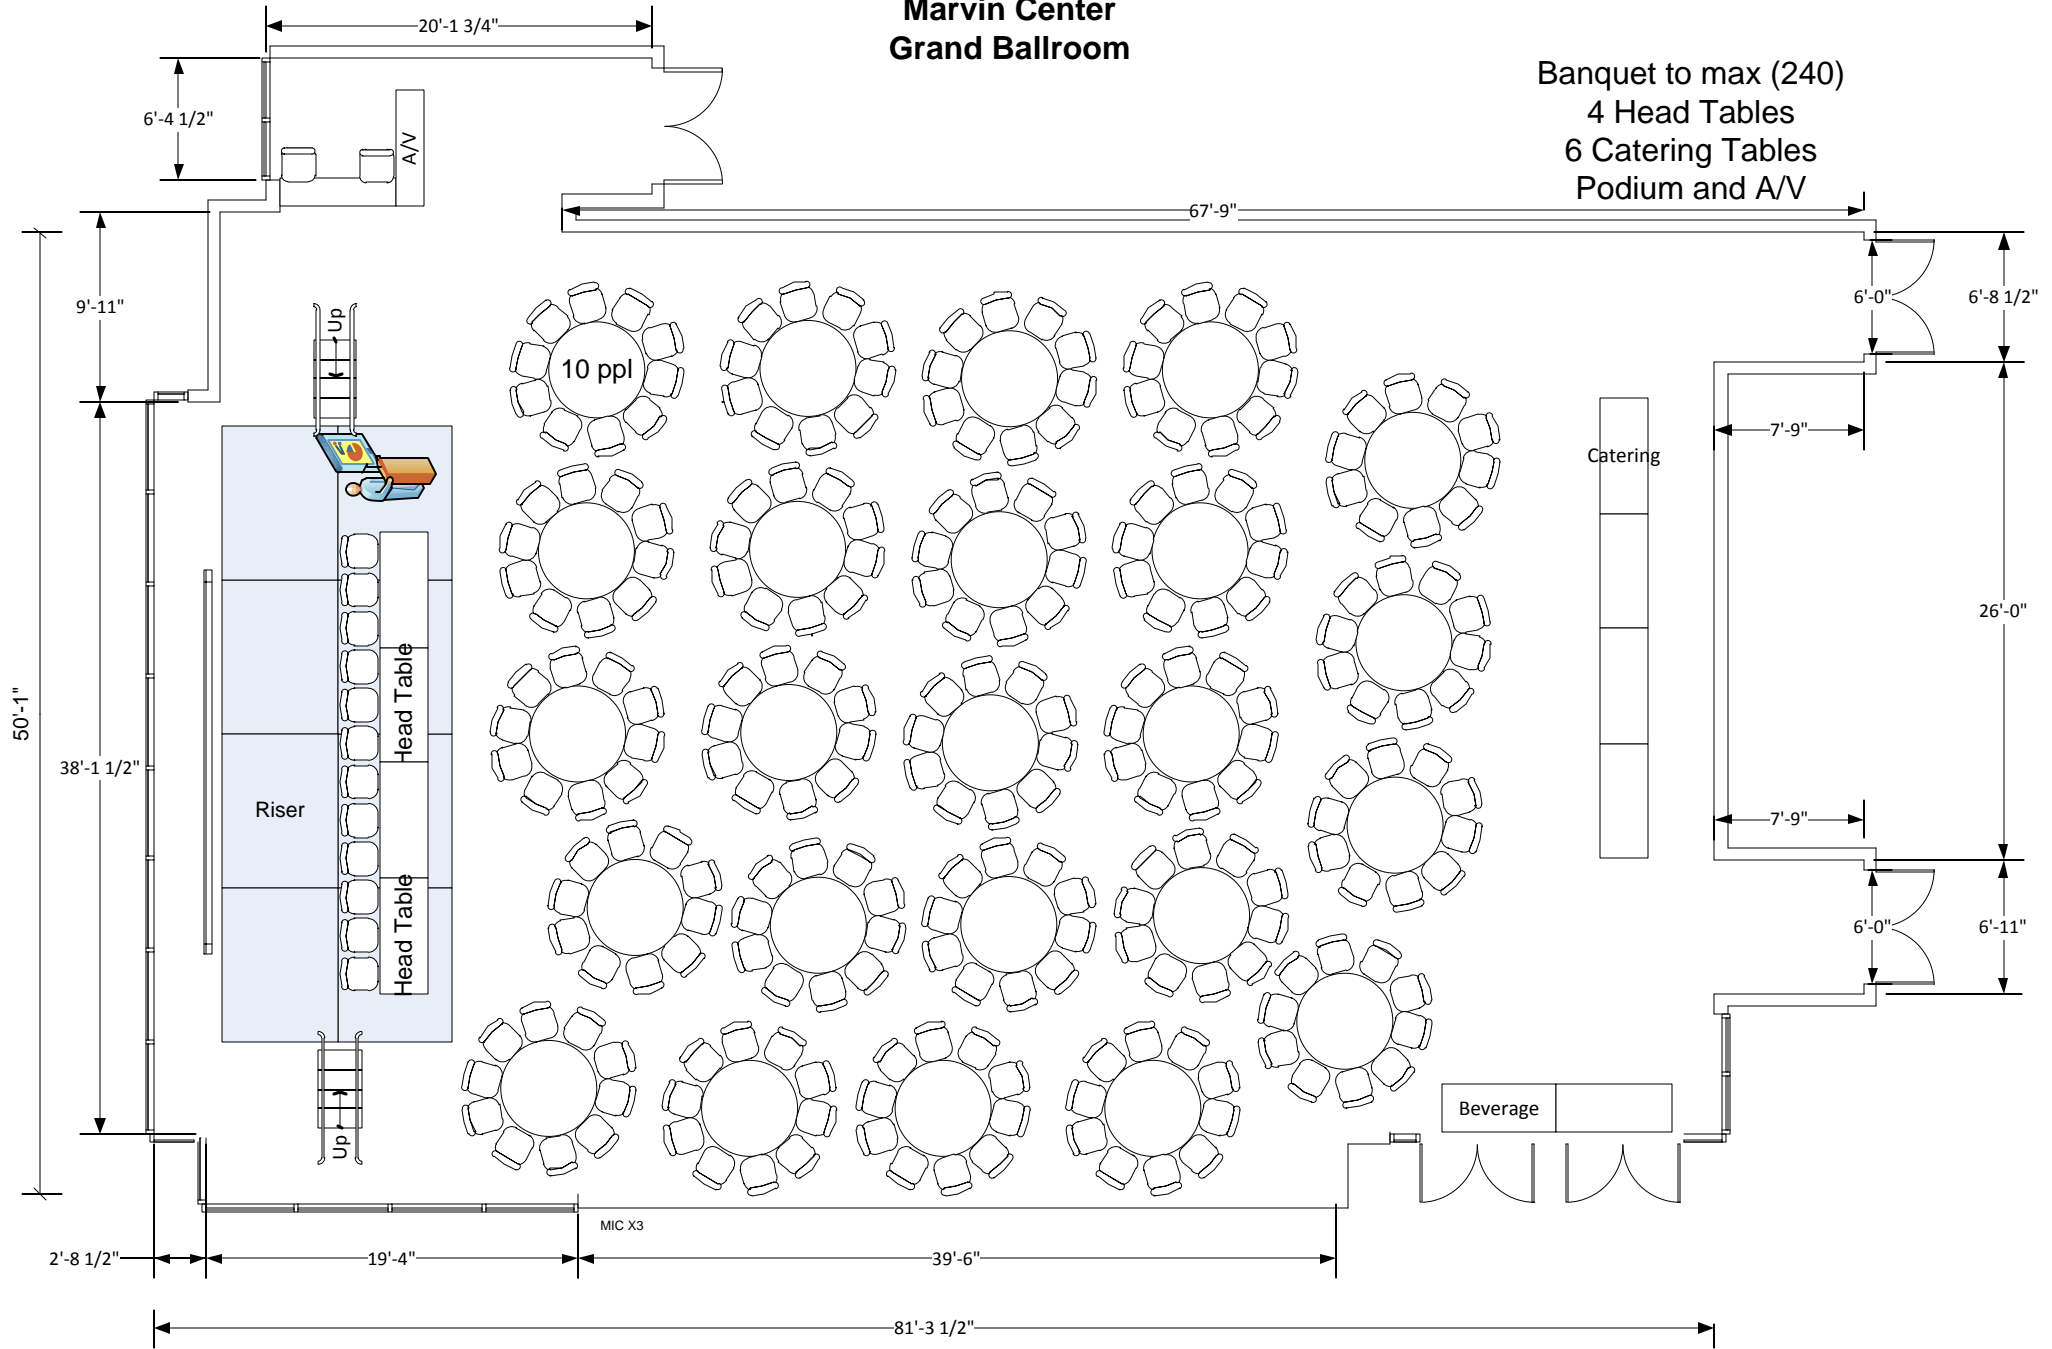 Marvin Center
Grand Ballroom
20'-1 3/4"
Banquet to max (240)
4 Head Tables
6 Catering Tables
Podium and A/V
6'-4 1/2"
A/V
67'-9"
9'-11"
Up
6'-0"
6'-8 1/2"
10 ppl
7'-9"
Catering
50'-1"
38'-1 1/2"
Head Table
26'-0"
Riser
7'-9"
Head Table
6'-0"
6'-11"
Beverage
Up
MIC X3
2'-8 1/2"
19'-4"
39'-6"
81'-3 1/2"